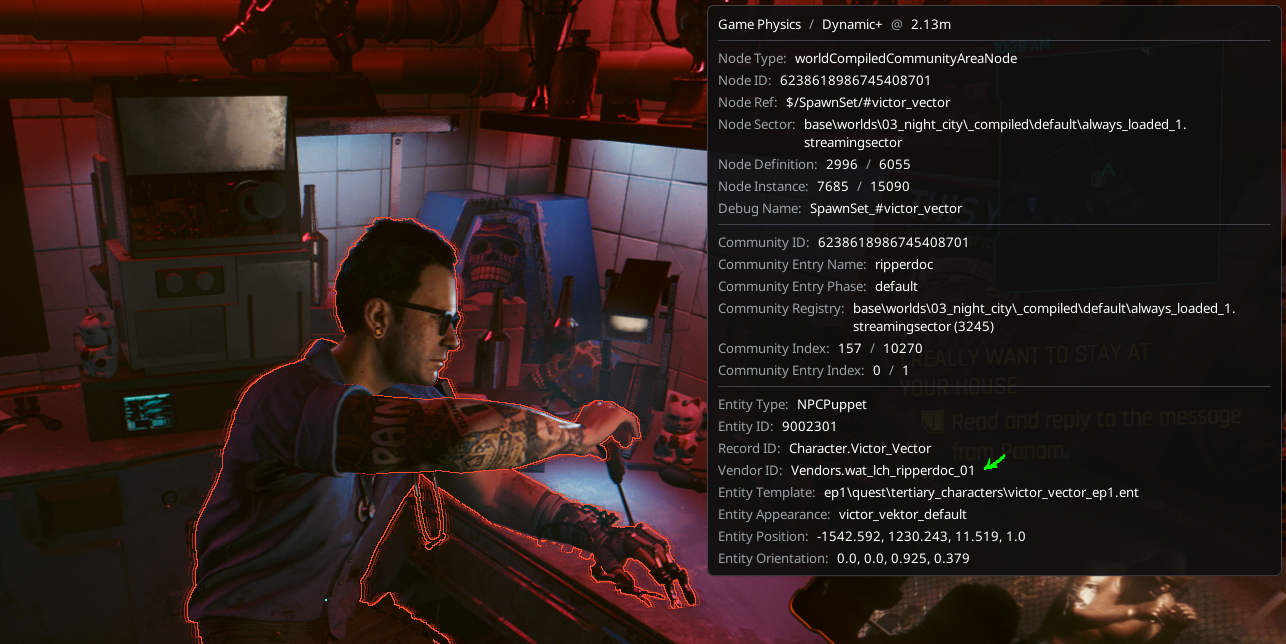 Game Physics / Dynamic+ @ 2.13m
Node Type: worldCompiledCommunityAreaNode
Node ID: 6238618986745408701
Node Ref: $/SpawnSet/#victor_vector
Node Sector: base\worlds\03_night_city\_compiled\default\always_loaded_1.
streamingsector
Node Definition: 2996 / 6055
Node Instance: 7685 / 15090
Debug Name: SpawnSet_#victor_vector
Community ID: 6238618986745408701
Community Entry Name: ripperdoc
Community Entry Phase: default
Community Registry: base\worlds\03_night_city\_compiled\default\always_loaded_1.
streamingsector (3245)
Community Index: 157 / 10270
Community Entry Index: 0 / 1
I REALLY WANT TO STAY AT
YOUR HOUSE
Read and reply to the message
from Panam.
Entity Type: NPCPuppet
Entity ID: 9002301
Record ID: Character.Victor_Vector
Vendor ID: Vendors.wat_lch_ripperdoc_01
Entity Template: ep1\quest\tertiary_characters\victor_vector_ep1.ent
Entity Appearance: victor_vektor_default
Entity Position: -1542.592, 1230.243, 11.519, 1.0
Entity Orientation: 0.0, 0.0, 0.925, 0.379